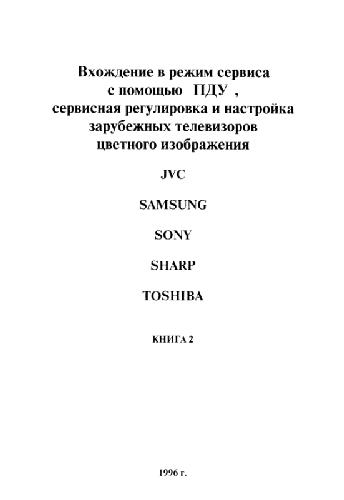 Вхождение в режим сервиса
с помощью ПДУ ,
сервисная регулировка и настройка
зарубежных телевизоров
цветного изображения
JVC
SAMSUNG
SONY
SHARP
TOSHIBA
КНИГА 2
1996 г.